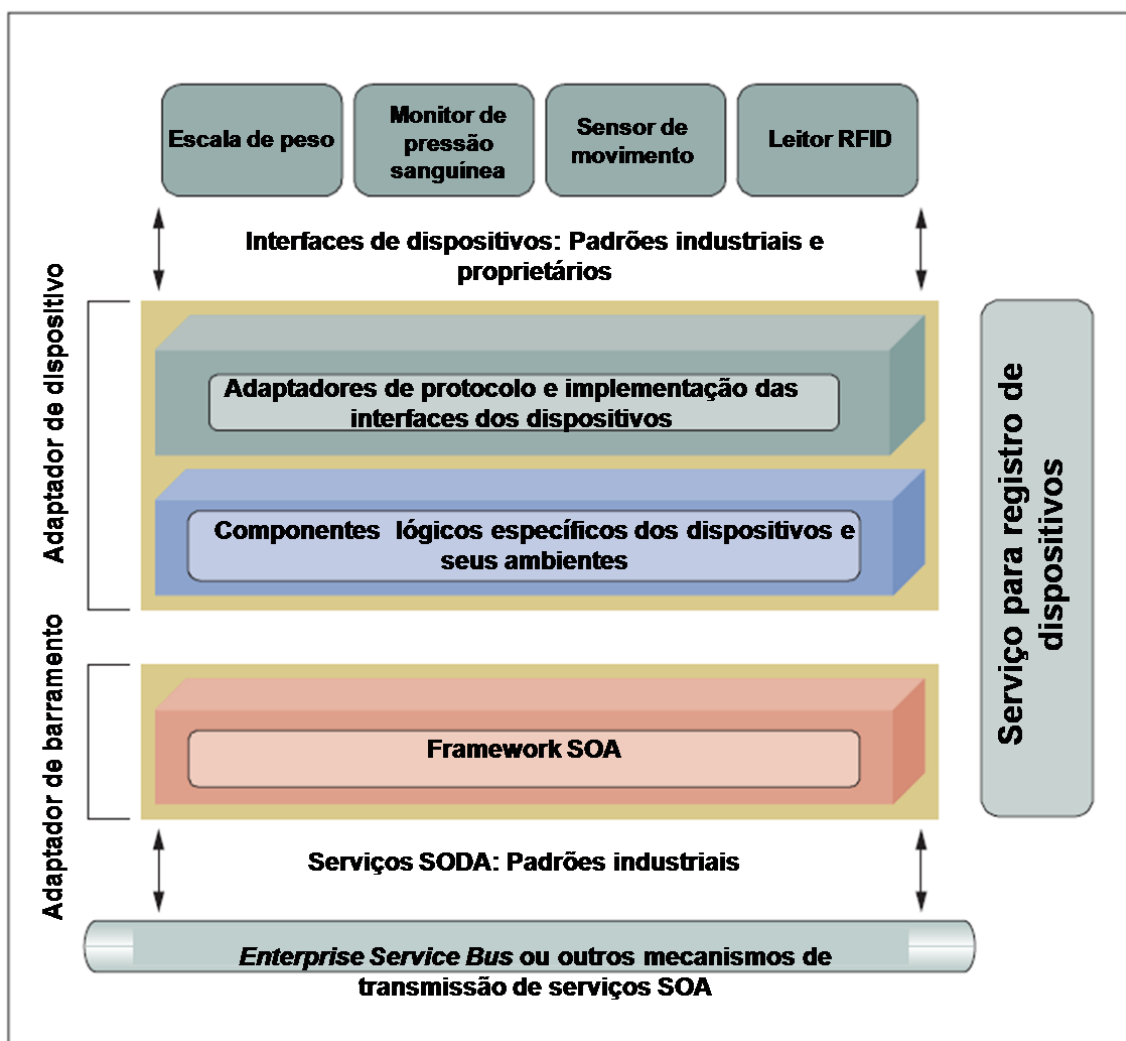 Escala de peso
Monitor de
pressão
sanguínea
Sensor de
movimento
Leitor RFID
Interfaces de dispositivos: Padrões industriais e
proprietários
Adaptador de dispositivo
Adaptadores de protocolo e implementação das
interfaces dos dispositivos
Componentes lógicos específicos dos dispositivos e
seus ambientes
Serviço para registro de
dispositivos
Adaptador de barramento
Framework SOA
Serviços SODA: Padrões industriais
Enterprise Service Bus ou outros mecanismos de
transmissão de serviços SOA